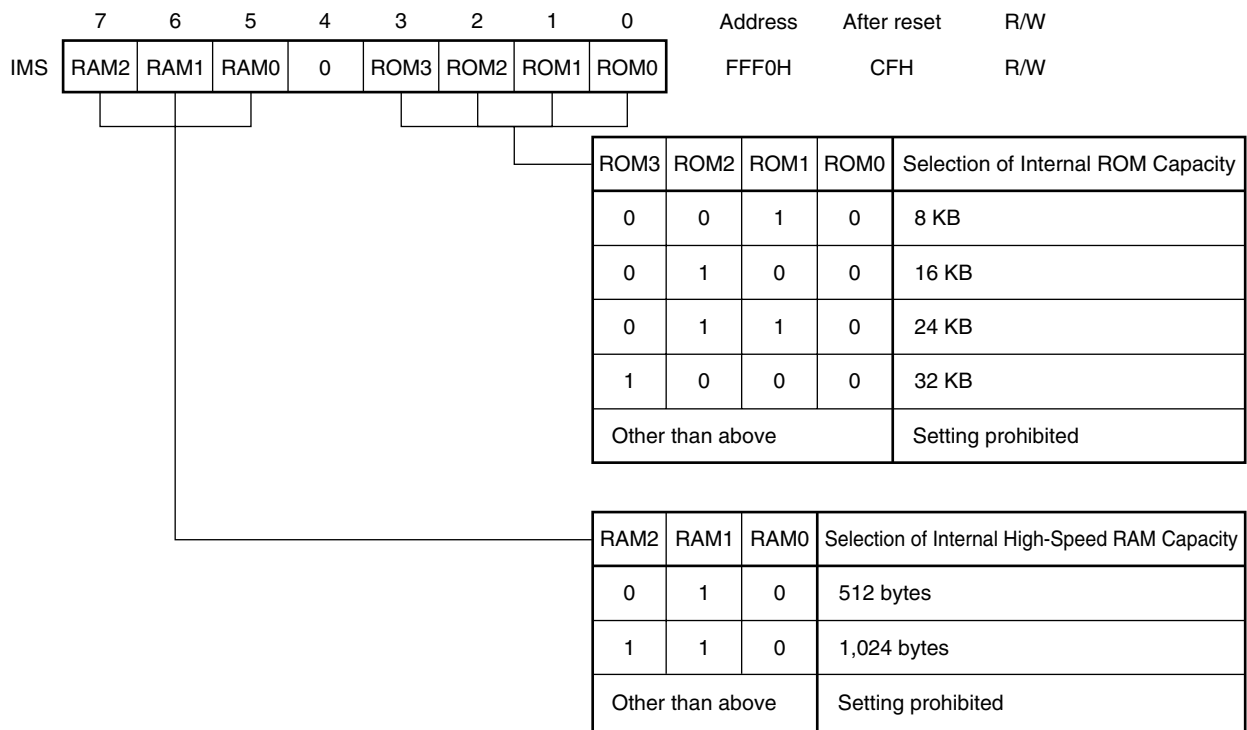 7 6 5 4 3 2 1 0 Address After reset R/W
IMS RAM2 RAM1 RAM0 0 ROM3 ROM2 ROM1 ROM0 FFF0H CFH R/W
ROM3 ROM2 ROM1 ROM0 Selection of Internal ROM Capacity
0 0 1 0 8 KB
0 1 0 0 16 KB
0 1 1 0 24 KB
1 0 0 0 32 KB
Other than above Setting prohibited
RAM2 RAM1 RAM0 Selection of Internal High-Speed RAM Capacity
0 1 0 512 bytes
1 1 0 1,024 bytes
Other than above Setting prohibited